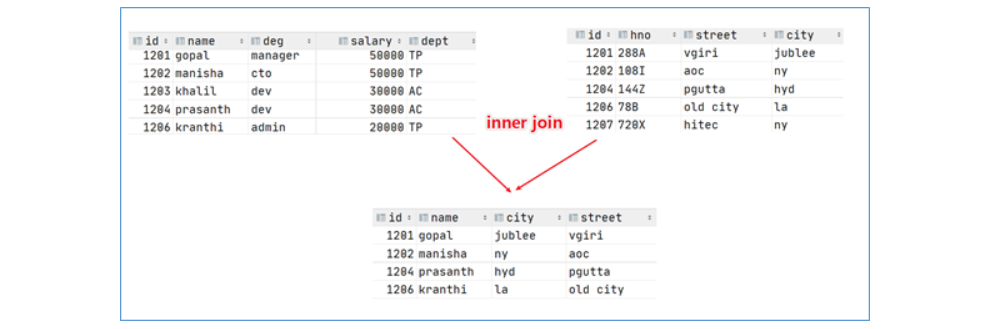 id name deg salary dept
1201 gopal manager 50000 TP
1202 manisha cto 50000 TP
1203 khalil dev 30000 AC
1204 prasanth dev 30000 AC
1206 kranthi admin 20000 TP
id hno street city
1201 288A vgiri jublee
1202 108I aoc ny
1204 144Z pgutta hyd
1206 78B old city la
1207 720X hitec ny
inner join
id name city street
1201 gopal jublee vgiri
1202 manisha ny aoc
1204 prasanth hyd pgutta
1206 kranthi la old city